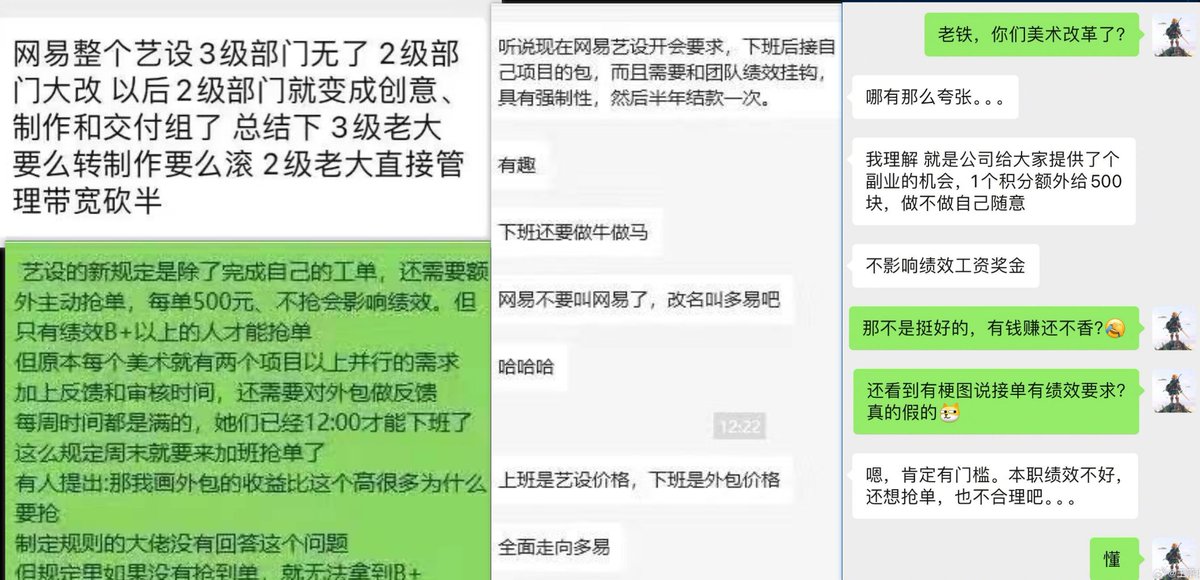 网易整个艺设3级部门无了 2级部
门大改 以后2级部门就变成创意、
制作和交付组了 总结下 3级老大
要么转制作要么滚 2级老大直接管
理带宽砍半
艺设的新规定是除了完成自己的工单，还需要额
外主动抢单，每单500元、不抢会影响绩效。但
只有绩效B+以上的人才能抢单
但原本每个美术就有两个项目以上并行的需求
加上反馈和审核时间，还需要对外包做反馈
每周时间都是满的，她们已经12:00才能下班了
这么规定周末就要来加班抢单了
有人提出:那我画外包的收益比这个高很多为什么
要抢
制定规则的大佬没有回答这个问题
但规定里如果没有抢到单，就无法拿到B+
听说现在网易艺设开会要求，下班后接自
己项目的包，而且需要和团队绩效挂钩，
具有强制性，然后半年结款一次。
有趣
下班还要做牛做马
网易不要叫网易了，改名叫多易吧
哈哈哈
12:22
上班是艺设价格，下班是外包价格
全面走向多易
老铁，你们美术改革了?
哪有那么夸张。。。
我理解 就是公司给大家提供了个
副业的机会，1个积分额外给500
块，做不做自己随意
不影响绩效工资奖金
那不是挺好的，有钱赚还不香?😂
还看到有梗图说接单有绩效要求?
真的假的
嗯，肯定有门槛。本职绩效不好，
还想抢单，也不合理吧。。。
懂